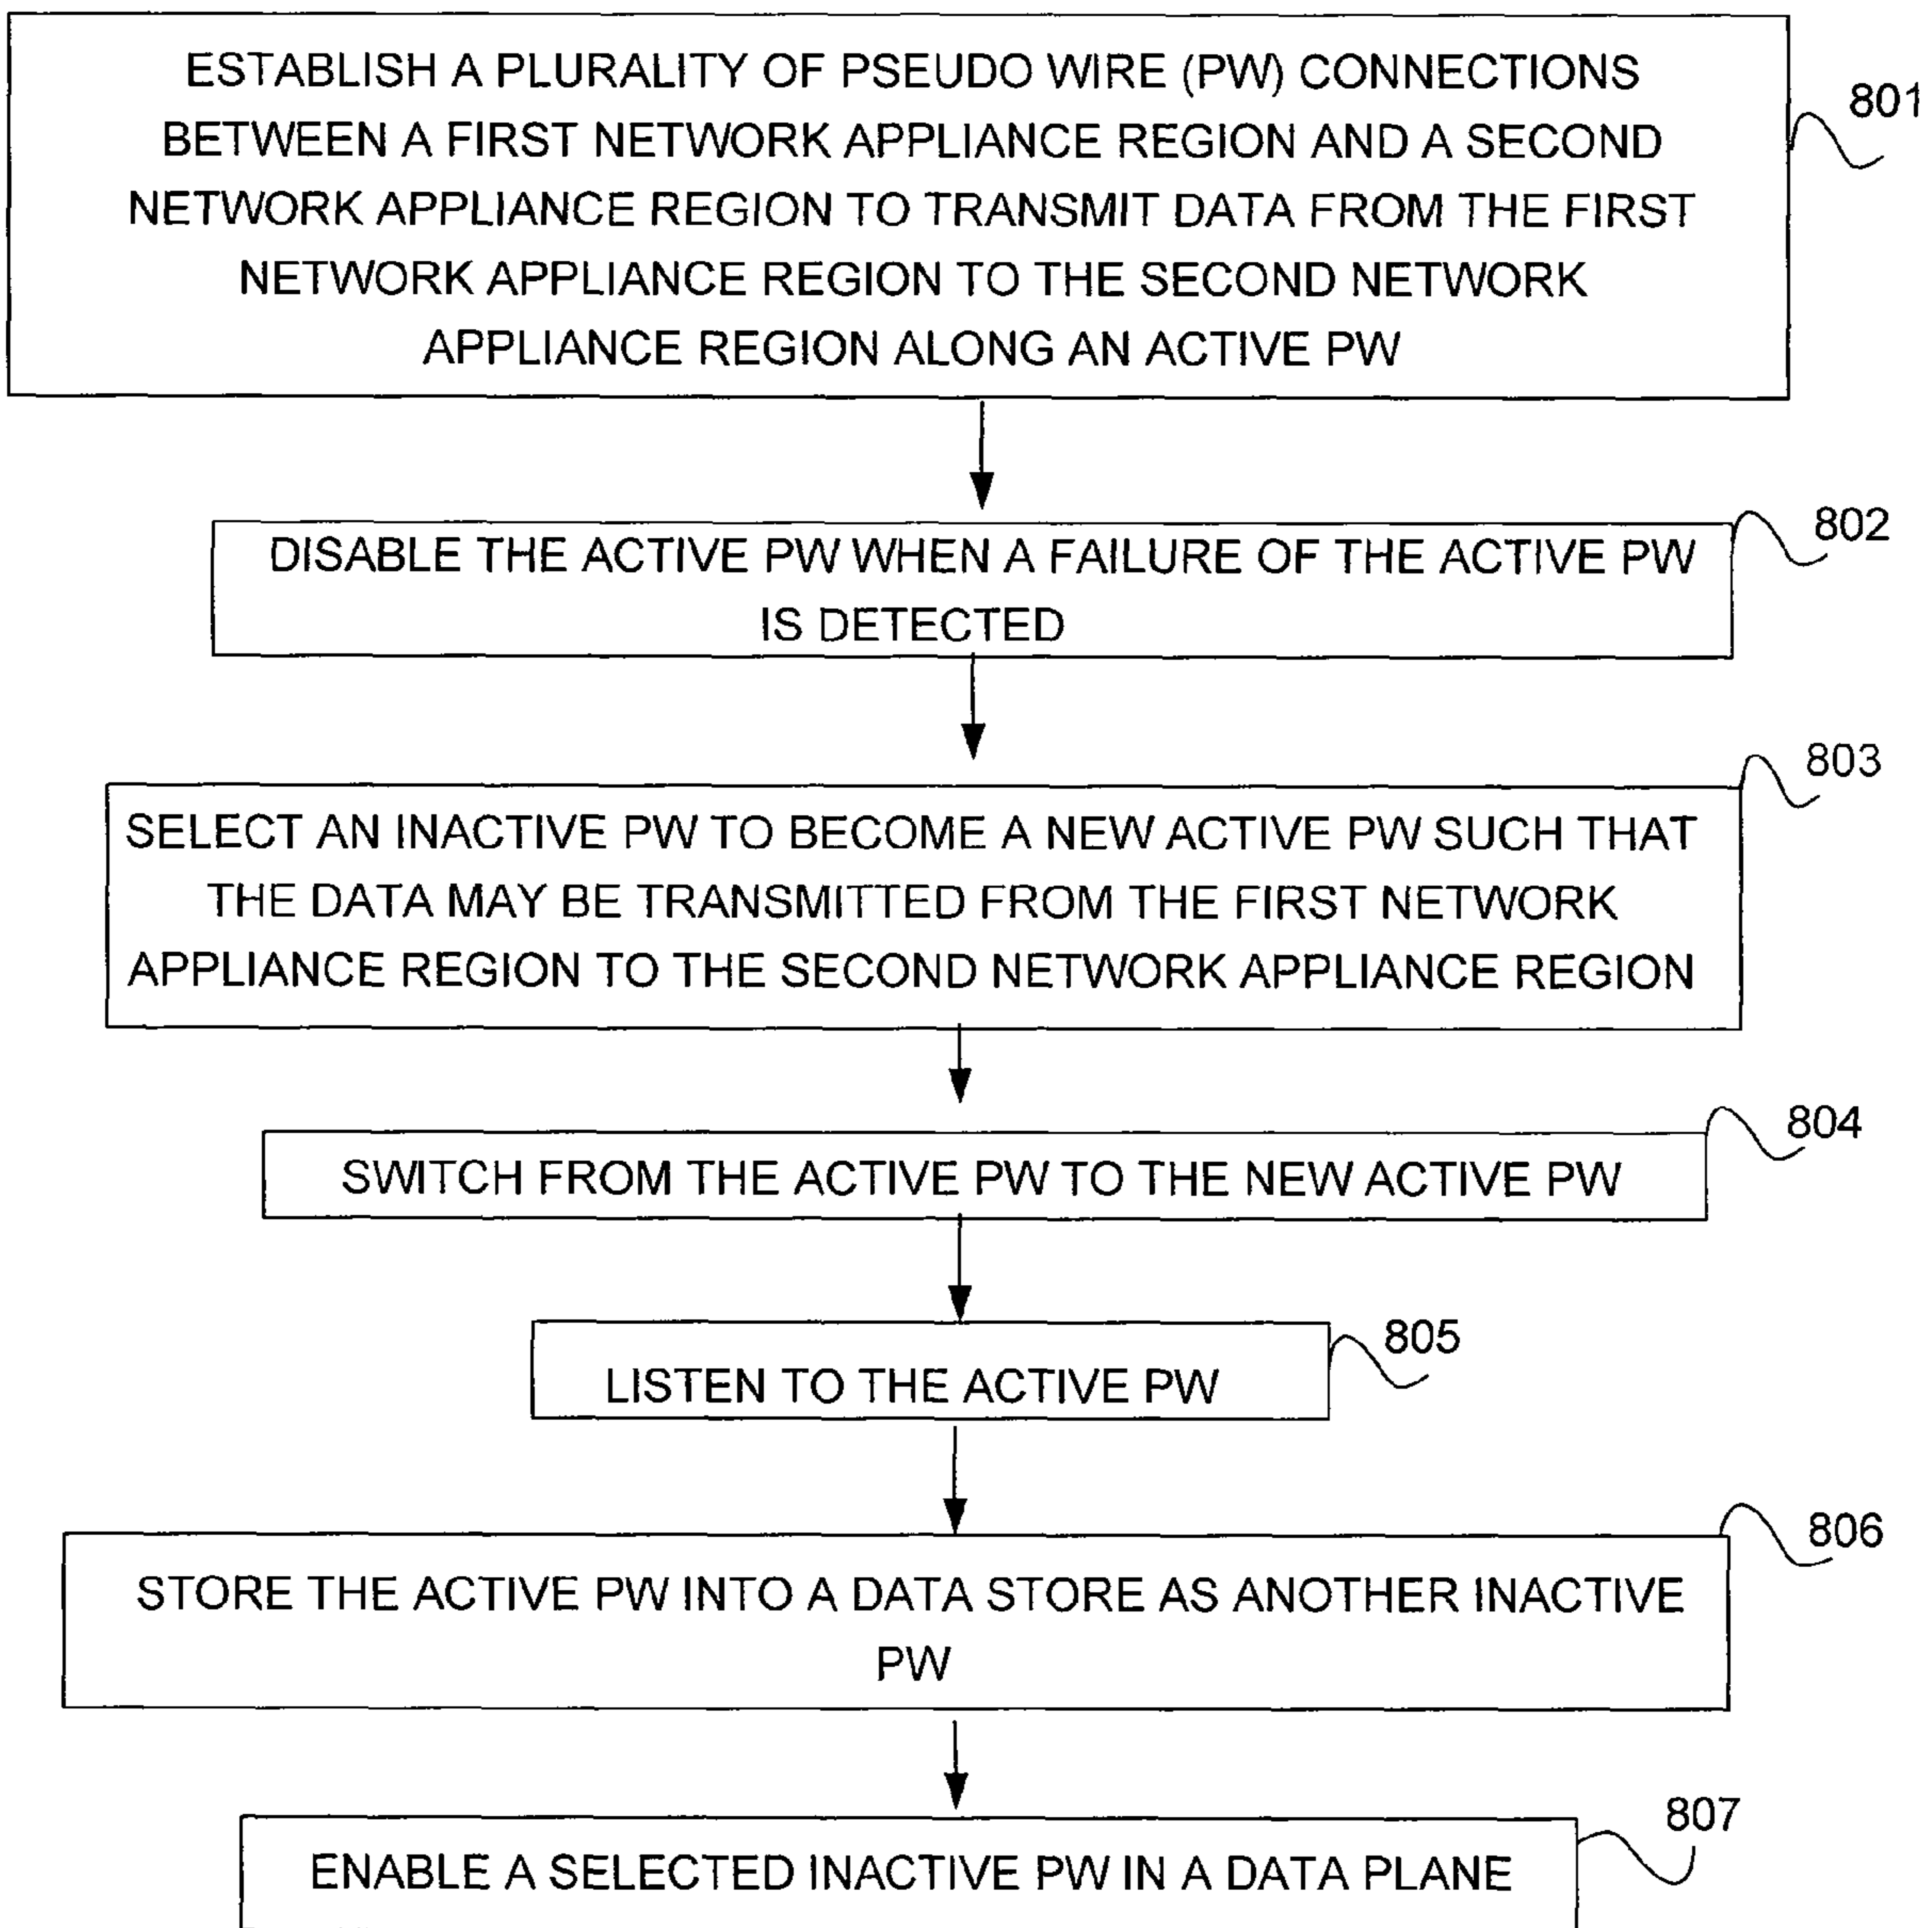 ESTABLISH A PLURALITY OF PSEUDO WIRE (PW) CONNECTIONS
BETWEEN A FIRST NETWORK APPLIANCE REGION AND A SECOND
NETWORK APPLIANCE REGION TO TRANSMIT DATA FROM THE FIRST
NETWORK APPLIANCE REGION TO THE SECOND NETWORK
APPLIANCE REGION ALONG AN ACTIVE PW
801
802
DISABLE THE ACTIVE PW WHEN A FAILURE OF THE ACTIVE PW
IS DETECTED
803
SELECT AN INACTIVE PW TO BECOME A NEW ACTIVE PW SUCH THAT
THE DATA MAY BE TRANSMITTED FROM THE FIRST NETWORK
APPLIANCE REGION TO THE SECOND NETWORK APPLIANCE REGION
804
SWITCH FROM THE ACTIVE PW TO THE NEW ACTIVE PW
805
LISTEN TO THE ACTIVE PW
806
STORE THE ACTIVE PW INTO A DATA STORE AS ANOTHER INACTIVE
PW
807
ENABLE A SELECTED INACTIVE PW IN A DATA PLANE